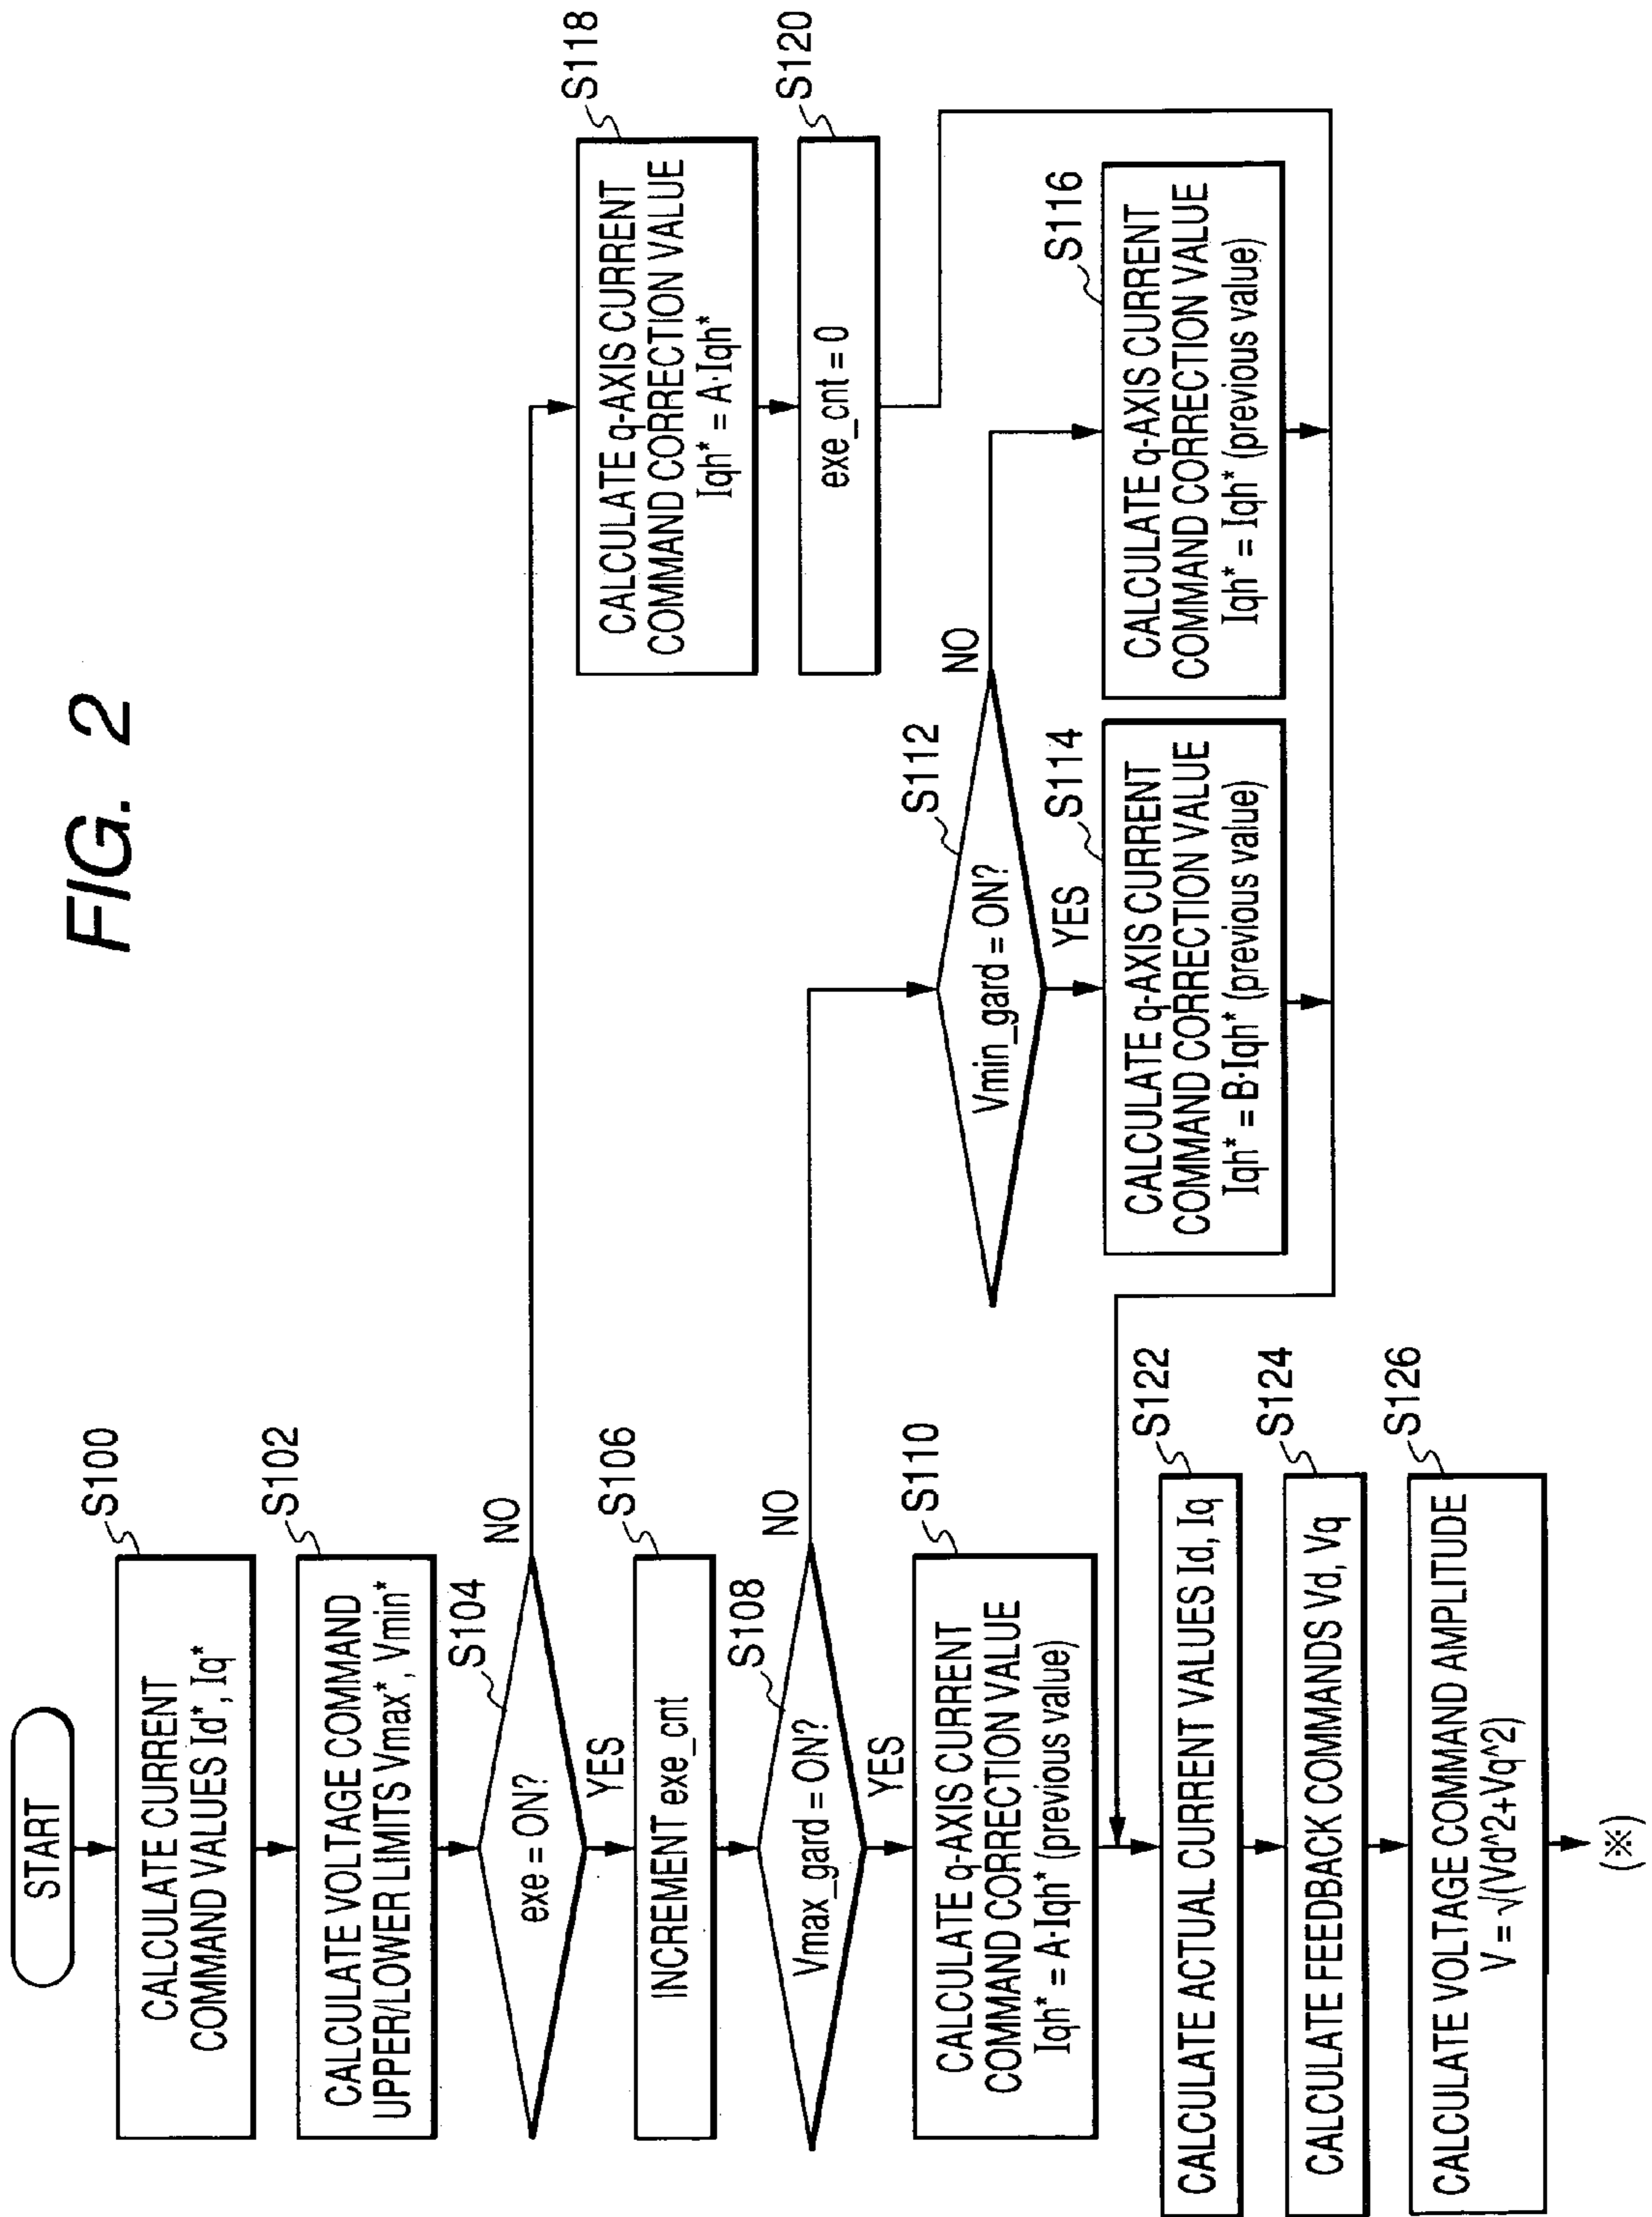 FIG. 2
START
S100
CALCULATE CURRENT
COMMAND VALUES Id*, Iq*
S102
CALCULATE VOLTAGE COMMAND
UPPER/LOWER LIMITS Vmax*, Vmin*
S104
exe = ON?
NO
YES
S106
INCREMENT exe_cnt
S108
Vmax_gard = ON?
NO
YES
S110
CALCULATE q-AXIS CURRENT
COMMAND CORRECTION VALUE
Iqh* = A·Iqh* (previous value)
S112
Vmin_gard = ON?
NO
YES
S114
CALCULATE q-AXIS CURRENT
COMMAND CORRECTION VALUE
Iqh* = B·Iqh* (previous value)
S116
CALCULATE q-AXIS CURRENT
COMMAND CORRECTION VALUE
Iqh* = Iqh* (previous value)
S118
CALCULATE q-AXIS CURRENT
COMMAND CORRECTION VALUE
Iqh* = A·Iqh*
S120
exe_cnt = 0
S122
CALCULATE ACTUAL CURRENT VALUES Id, Iq
S124
CALCULATE FEEDBACK COMMANDS Vd, Vq
S126
CALCULATE VOLTAGE COMMAND AMPLITUDE
V = √(Vd^2+Vq^2)
(※)